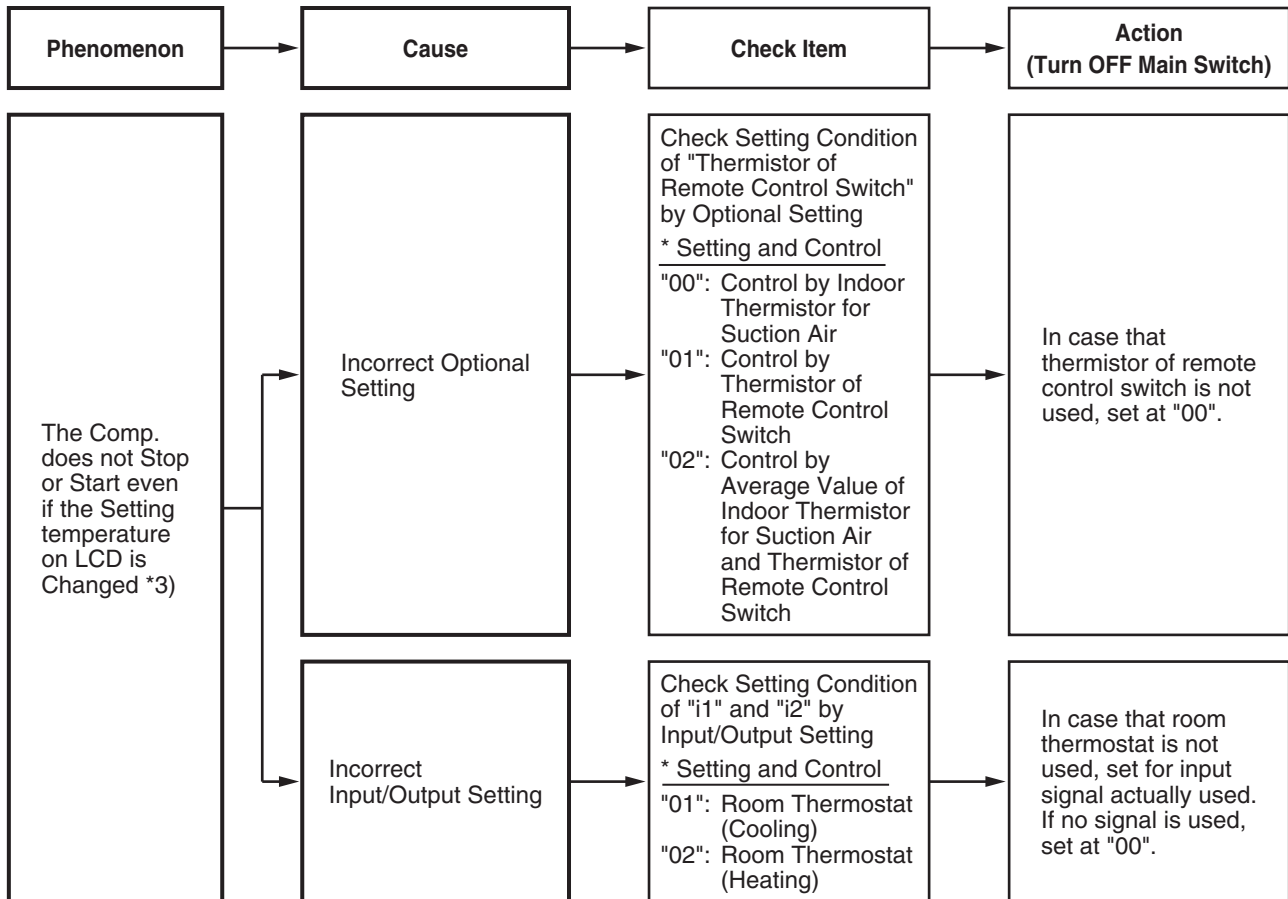 Phenomenon
Cause
Check Item
Action
(Turn OFF Main Switch)
The Comp.
does not Stop
or Start even
if the Setting
temperature
on LCD is
Changed *3)
Incorrect Optional
Setting
Check Setting Condition
of "Thermistor of
Remote Control Switch"
by Optional Setting
* Setting and Control
"00": Control by Indoor
Thermistor for
Suction Air
"01": Control by
Thermistor of
Remote Control
Switch
"02": Control by
Average Value of
Indoor Thermistor
for Suction Air
and Thermistor of
Remote Control
Switch
In case that
thermistor of remote
control switch is not
used, set at "00".
Incorrect
Input/Output Setting
Check Setting Condition
of "i1" and "i2" by
Input/Output Setting
* Setting and Control
"01": Room Thermostat
(Cooling)
"02": Room Thermostat
(Heating)
In case that room
thermostat is not
used, set for input
signal actually used.
If no signal is used,
set at "00".